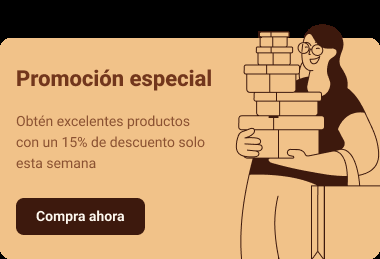 Promoción especial
Obtén excelentes productos
con un 15% de descuento solo
esta semana
Compra ahora